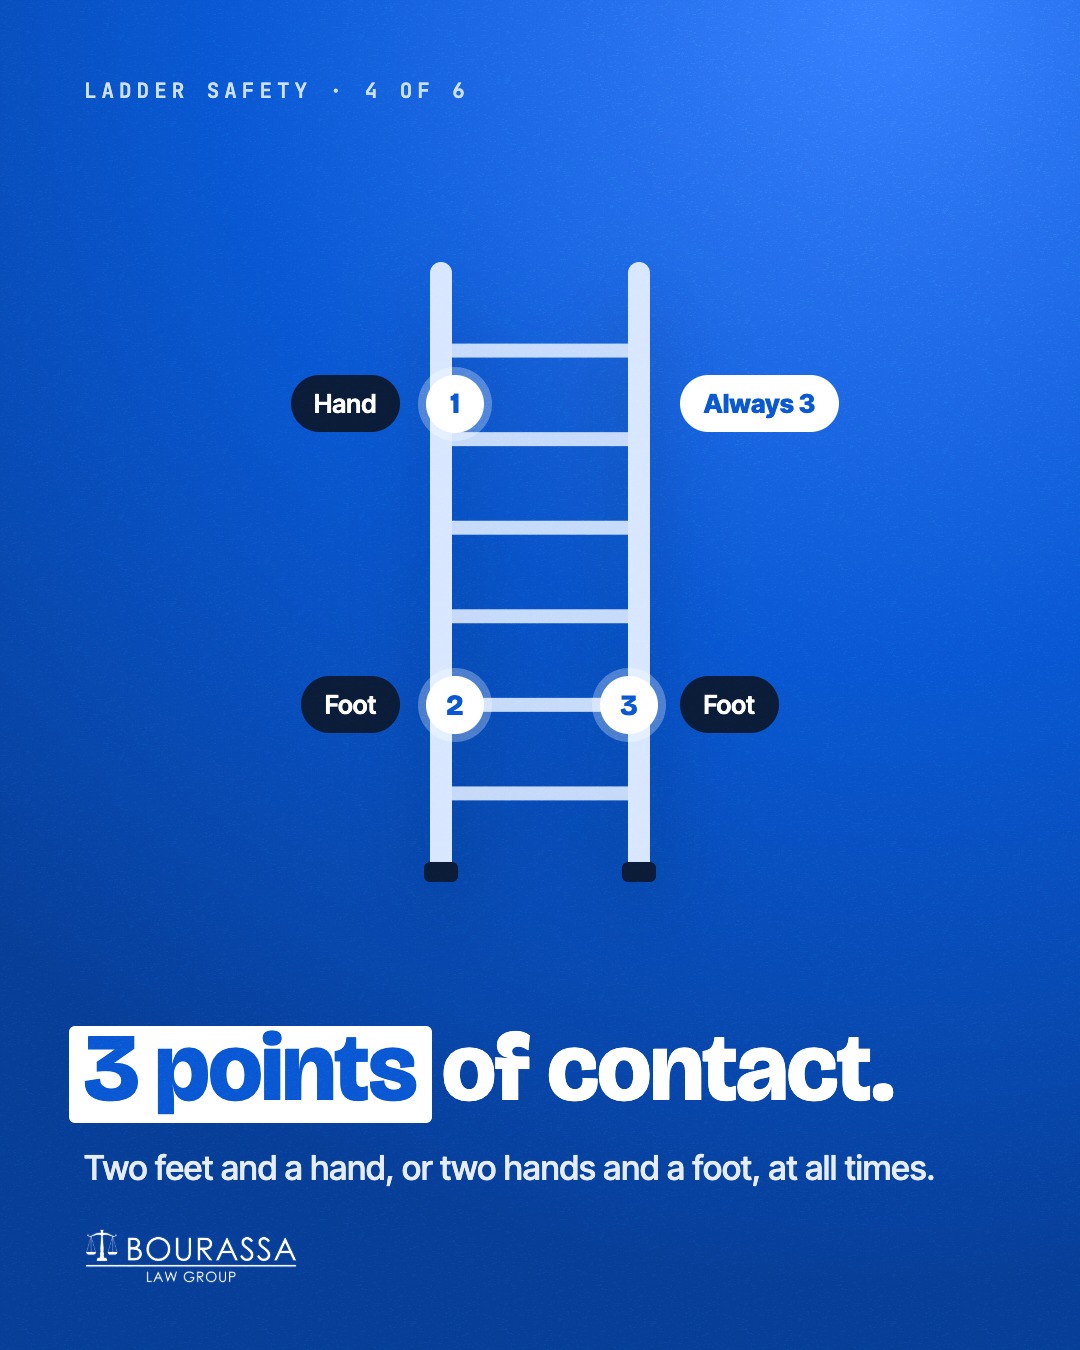 LADDER SAFETY · 4 OF 6
Hand 1 Always 3
Foot 2 3 Foot
3 points of contact.
Two feet and a hand, or two hands and a foot, at all times.
BOURASSA
LAW GROUP